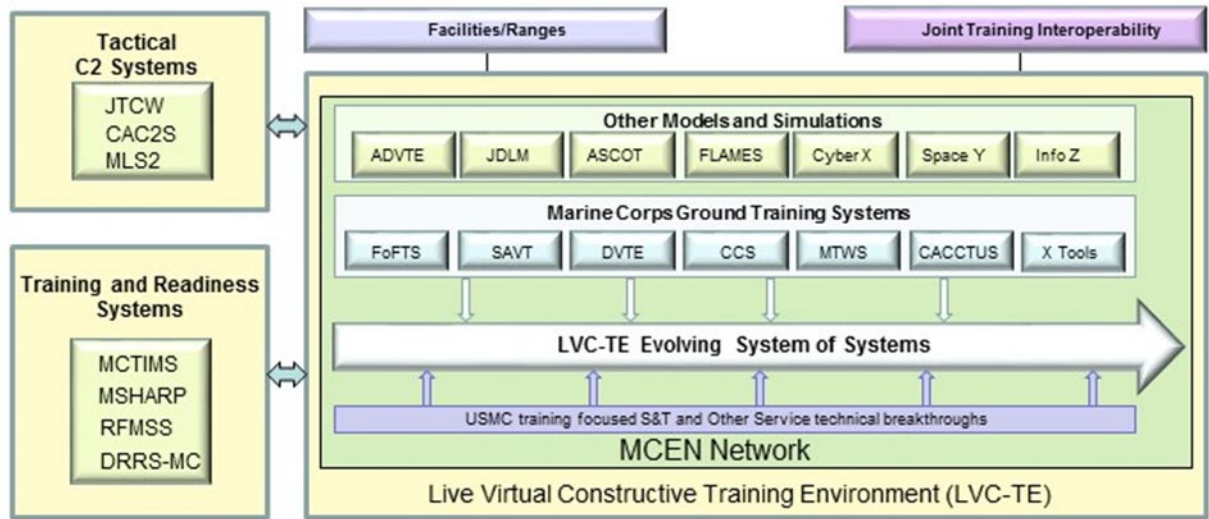 Tactical
C2 Systems
JTCW
CAC2S
MLS2
Training and Readiness
Systems
MCTIMS
MSHARP
RFMSS
DRRS-MC
Facilities/Ranges
Joint Training Interoperability
Other Models and Simulations
ADVTE
JDLM
ASCOT
FLAMES
Cyber X
Space Y
Info Z
Marine Corps Ground Training Systems
FoFTS
SAVT
DVTE
CCS
MTWS
CACCTUS
X Tools
LVC-TE Evolving System of Systems
USMC training focused S&T and Other Service technical breakthroughs
MCEN Network
Live Virtual Constructive Training Environment (LVC-TE)